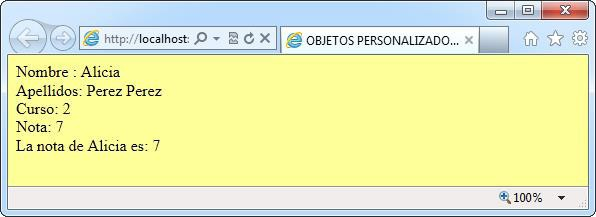 http://localhost:
OBJETOS PERSONALIZADO...
Nombre : Alicia
Apellidos: Perez Perez
Curso: 2
Nota: 7
La nota de Alicia es: 7
100%